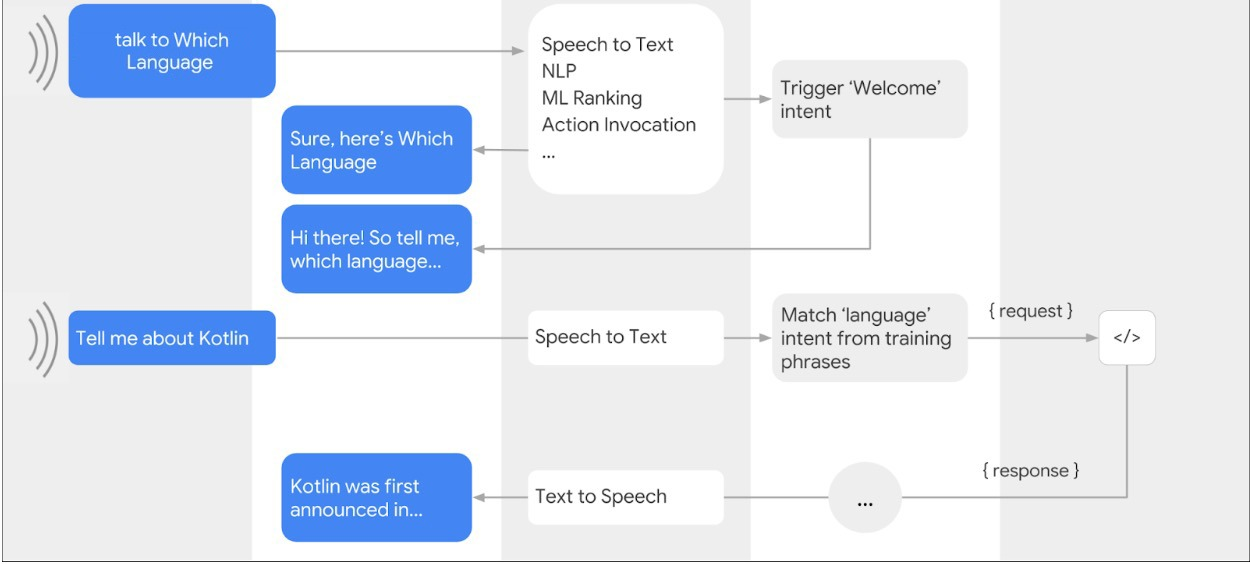 talk to Which
Language
Speech to Text
NLP
ML Ranking
Action Invocation
...
Trigger ‘Welcome’
intent
Sure, here’s Which
Language
Hi there! So tell me,
which language...
Tell me about Kotlin
Speech to Text
Match ‘language’
intent from training
phrases
{ request }
</>
{ response }
...
Text to Speech
Kotlin was first
announced in...